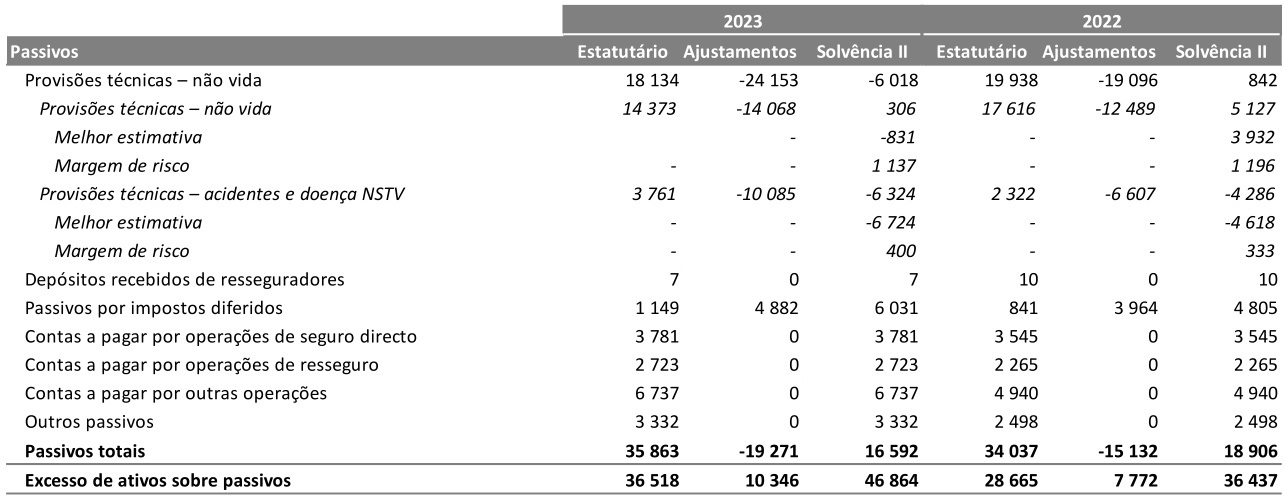 2023 2022
Passivos Estatutário Ajustamentos Solvência II Estatutário Ajustamentos Solvência II
Provisões técnicas – não vida 18 134 -24 153 -6 018 19 938 -19 096 842
Provisões técnicas – não vida 14 373 -14 068 306 17 616 -12 489 5 127
Melhor estimativa - -831 - - 3 932
Margem de risco - - 1 137 - - 1 196
Provisões técnicas – acidentes e doença NSTV 3 761 -10 085 -6 324 2 322 -6 607 -4 286
Melhor estimativa - - -6 724 - - -4 618
Margem de risco - - 400 - - 333
Depósitos recebidos de resseguradores 7 0 7 10 0 10
Passivos por impostos diferidos 1 149 4 882 6 031 841 3 964 4 805
Contas a pagar por operações de seguro directo 3 781 0 3 781 3 545 0 3 545
Contas a pagar por operações de resseguro 2 723 0 2 723 2 265 0 2 265
Contas a pagar por outras operações 6 737 0 6 737 4 940 0 4 940
Outros passivos 3 332 0 3 332 2 498 0 2 498
Passivos totais 35 863 -19 271 16 592 34 037 -15 132 18 906
Excesso de ativos sobre passivos 36 518 10 346 46 864 28 665 7 772 36 437